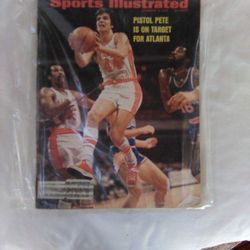 Sports Illustrated
PISTOL PETE
IS ON TARGET
FOR ATLANTA